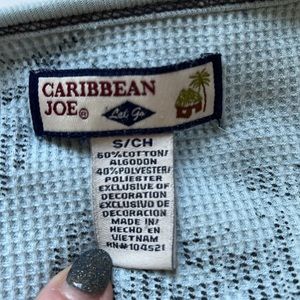 CARIBBEAN
JOE®
Let Go
S/CH
60% COTTON/
ALGODON
40% POLYESTER/
POLIESTER
EXCLUSIVE OF
DECORATION
EXCLUSIVO DE
DECORACION
MADE IN/
HECHO EN
VIETNAM
RN#104521